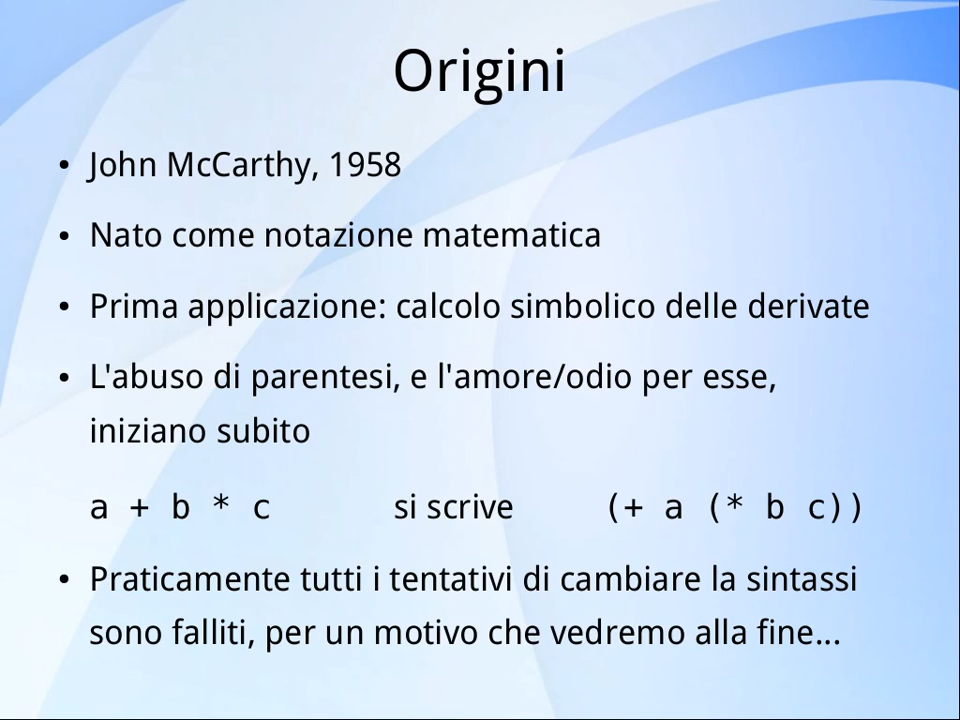 Origini
• John McCarthy, 1958
• Nato come notazione matematica
• Prima applicazione: calcolo simbolico delle derivate
• L'abuso di parentesi, e l'amore/odio per esse,
iniziano subito
a + b * c si scrive (+ a (* b c))
• Praticamente tutti i tentativi di cambiare la sintassi
sono falliti, per un motivo che vedremo alla fine...